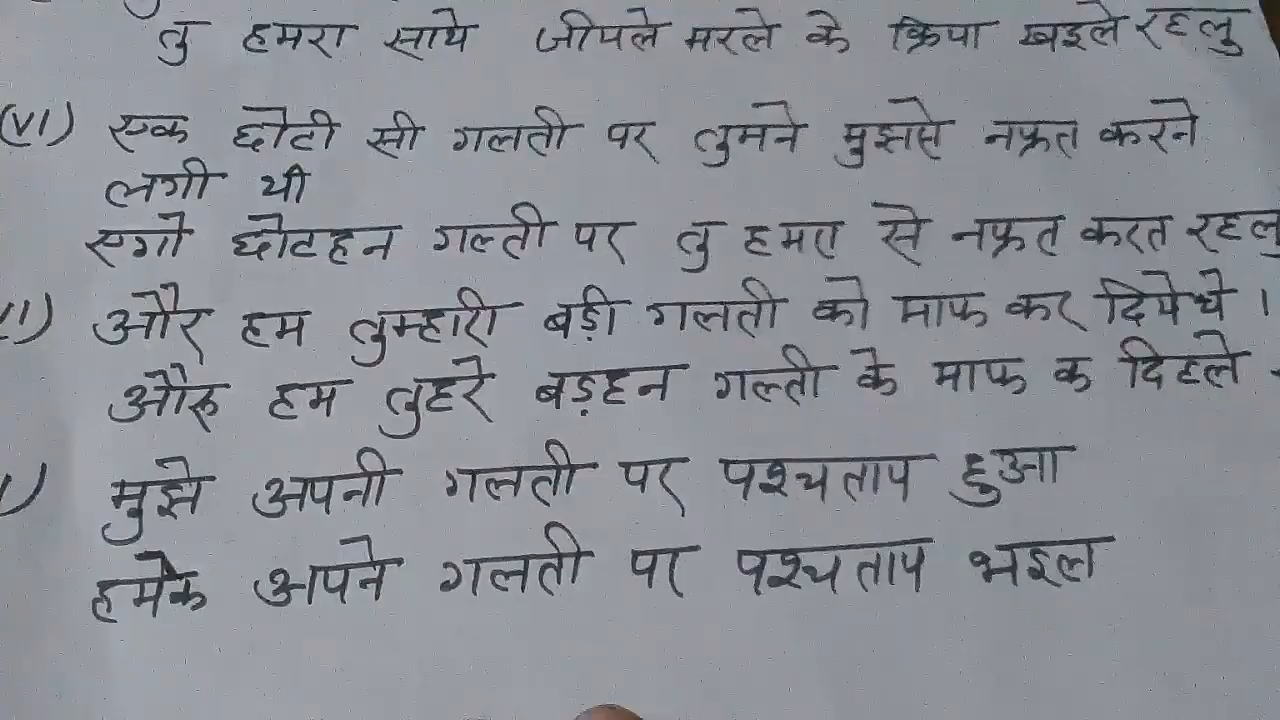 तु हमरा साथे जीयले मरले के क्रिया खइले रहलु
(VI) एक छोटी सी गलती पर तुमने मुझसे नफ्रत करने
लगी थी
एगो छोटहन गल्ती पर तु हमरा से नफ्रत करत रहलु
और हम तुम्हारी बड़ी गलती को माफ कर दिये थे ।
औरू हम तुहरे बड़हन गल्ती के माफ क दिहले
मुझे अपनी गलती पर पश्चताप हुआ
हमके अपने गलती पर पश्चताप भइल